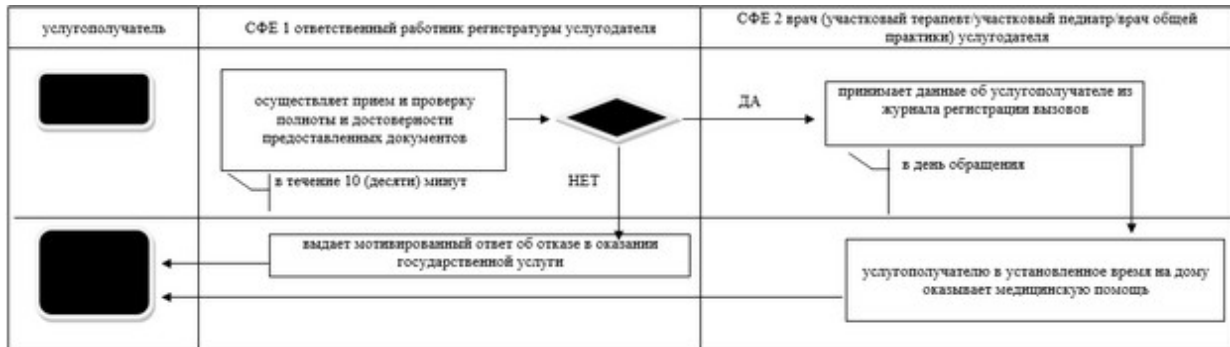 услугополучатель
СФЕ 1 ответственный работник регистратуры услугодателя
СФЕ 2 врач (участковый терапевт/участковый педиатр/врач общей
практики) услугодателя
осуществляет прием и проверку
полноты и достоверности
предоставленных документов
ДА
принимает данные об услугополучателе из
журнала регистрации вызовов
в течение 10 (десяти) минут
НЕТ
в день обращения
выдает мотивированный ответ об отказе в оказании
государственной услуги
услугополучателю в установленное время на дому
оказывает медицинскую помощь